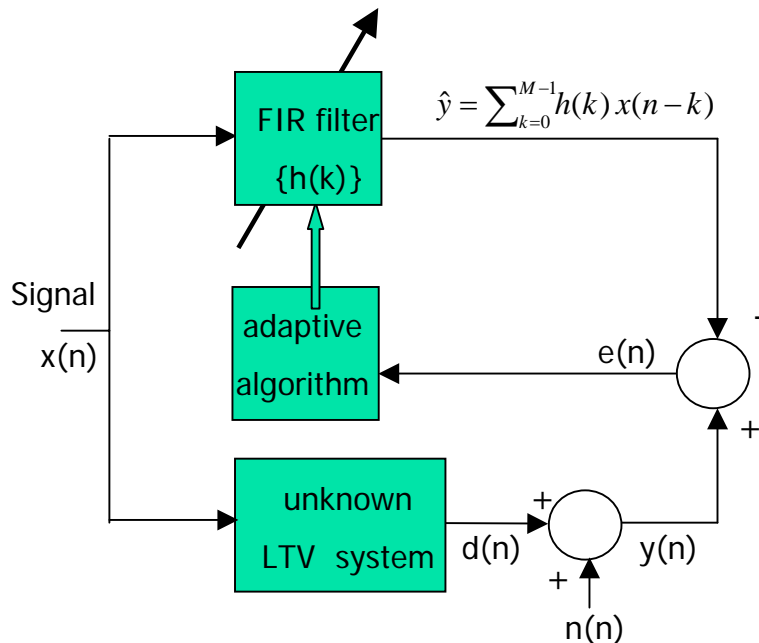 FIR filter
{h(k)}
ŷ = ∑_{k=0}^{M−1} h(k) x(n−k)
Signal
x(n)
adaptive
algorithm
e(n)
-
+
unknown
LTV system
d(n)
+
+
y(n)
n(n)